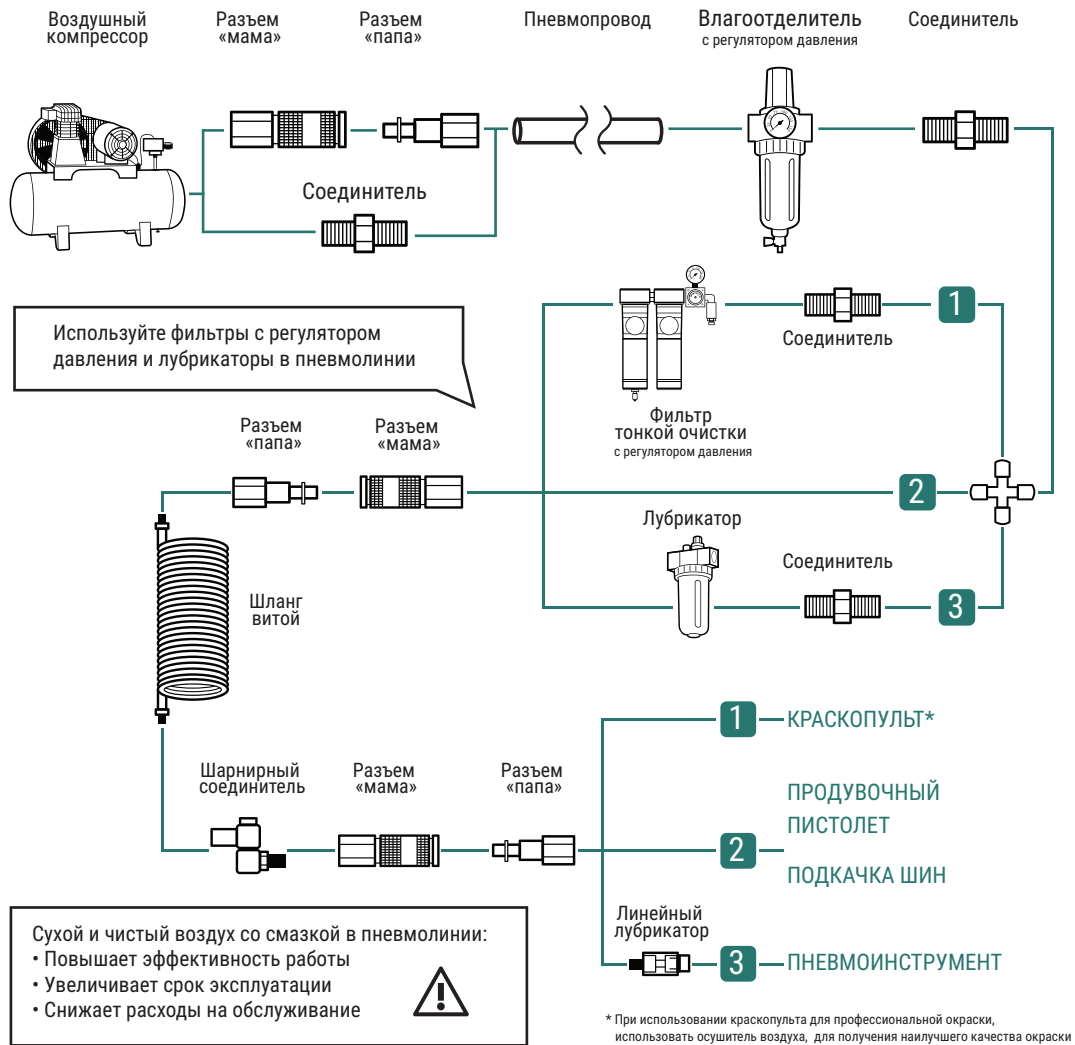 Воздушный
компрессор
Разъем
«мама»
Разъем
«папа»
Пневмопровод
Влагоотделитель
с регулятором давления
Соединитель
Соединитель
Используйте фильтры с регулятором
давления и лубрикаторы в пневмолинии
1
Соединитель
Фильтр
тонкой очистки
с регулятором давления
Разъем
«папа»
Разъем
«мама»
2
Лубрикатор
Соединитель
3
Шланг
витой
1
КРАСКОПУЛЬТ*
Шарнирный
соединитель
Разъем
«мама»
Разъем
«папа»
ПРОДУВОЧНЫЙ
ПИСТОЛЕТ
2
ПОДКАЧКА ШИН
Линейный
лубрикатор
3
ПНЕВМОИНСТРУМЕНТ
Сухой и чистый воздух со смазкой в пневмолинии:
• Повышает эффективность работы
• Увеличивает срок эксплуатации
• Снижает расходы на обслуживание
* При использовании краскопульта для профессиональной окраски,
использовать осушитель воздуха, для получения наилучшего качества окраски